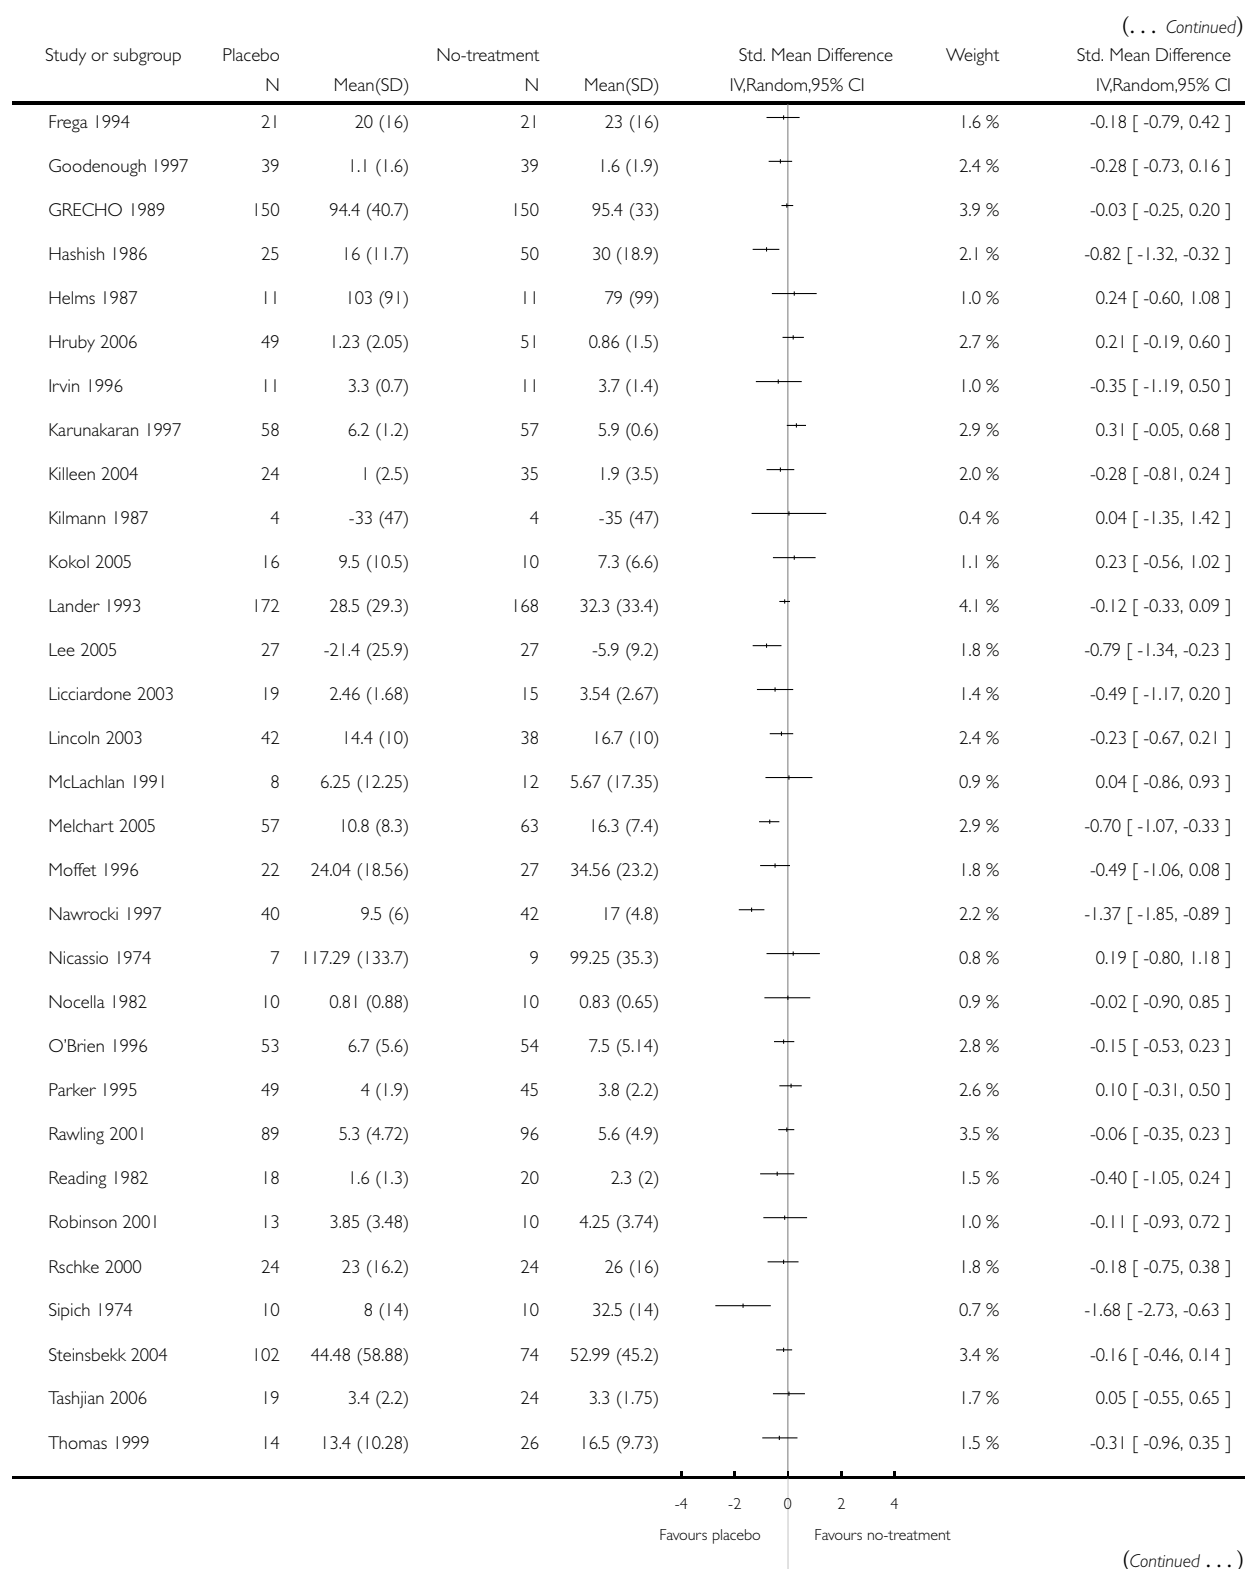 (... Continued)
Study or subgroup Placebo No-treatment Std. Mean Difference Weight Std. Mean Difference
N Mean(SD) N Mean(SD) IV,Random,95% CI IV,Random,95% CI
Frega 1994 21 20 (16) 21 23 (16) 1.6 % -0.18 [ -0.79, 0.42 ]
Goodenough 1997 39 1.1 (1.6) 39 1.6 (1.9) 2.4 % -0.28 [ -0.73, 0.16 ]
GRECHO 1989 150 94.4 (40.7) 150 95.4 (33) 3.9 % -0.03 [ -0.25, 0.20 ]
Hashish 1986 25 16 (11.7) 50 30 (18.9) 2.1 % -0.82 [ -1.32, -0.32 ]
Helms 1987 11 103 (91) 11 79 (99) 1.0 % 0.24 [ -0.60, 1.08 ]
Hruby 2006 49 1.23 (2.05) 51 0.86 (1.5) 2.7 % 0.21 [ -0.19, 0.60 ]
Irvin 1996 11 3.3 (0.7) 11 3.7 (1.4) 1.0 % -0.35 [ -1.19, 0.50 ]
Karunakaran 1997 58 6.2 (1.2) 57 5.9 (0.6) 2.9 % 0.31 [ -0.05, 0.68 ]
Killeen 2004 24 1 (2.5) 35 1.9 (3.5) 2.0 % -0.28 [ -0.81, 0.24 ]
Kilmann 1987 4 -33 (47) 4 -35 (47) 0.4 % 0.04 [ -1.35, 1.42 ]
Kokol 2005 16 9.5 (10.5) 10 7.3 (6.6) 1.1 % 0.23 [ -0.56, 1.02 ]
Lander 1993 172 28.5 (29.3) 168 32.3 (33.4) 4.1 % -0.12 [ -0.33, 0.09 ]
Lee 2005 27 -21.4 (25.9) 27 -5.9 (9.2) 1.8 % -0.79 [ -1.34, -0.23 ]
Licciardone 2003 19 2.46 (1.68) 15 3.54 (2.67) 1.4 % -0.49 [ -1.17, 0.20 ]
Lincoln 2003 42 14.4 (10) 38 16.7 (10) 2.4 % -0.23 [ -0.67, 0.21 ]
McLachlan 1991 8 6.25 (12.25) 12 5.67 (17.35) 0.9 % 0.04 [ -0.86, 0.93 ]
Melchart 2005 57 10.8 (8.3) 63 16.3 (7.4) 2.9 % -0.70 [ -1.07, -0.33 ]
Moffet 1996 22 24.04 (18.56) 27 34.56 (23.2) 1.8 % -0.49 [ -1.06, 0.08 ]
Nawrocki 1997 40 9.5 (6) 42 17 (4.8) 2.2 % -1.37 [ -1.85, -0.89 ]
Nicassio 1974 7 117.29 (133.7) 9 99.25 (35.3) 0.8 % 0.19 [ -0.80, 1.18 ]
Nocella 1982 10 0.81 (0.88) 10 0.83 (0.65) 0.9 % -0.02 [ -0.90, 0.85 ]
O'Brien 1996 53 6.7 (5.6) 54 7.5 (5.14) 2.8 % -0.15 [ -0.53, 0.23 ]
Parker 1995 49 4 (1.9) 45 3.8 (2.2) 2.6 % 0.10 [ -0.31, 0.50 ]
Rawling 2001 89 5.3 (4.72) 96 5.6 (4.9) 3.5 % -0.06 [ -0.35, 0.23 ]
Reading 1982 18 1.6 (1.3) 20 2.3 (2) 1.5 % -0.40 [ -1.05, 0.24 ]
Robinson 2001 13 3.85 (3.48) 10 4.25 (3.74) 1.0 % -0.11 [ -0.93, 0.72 ]
Rschke 2000 24 23 (16.2) 24 26 (16) 1.8 % -0.18 [ -0.75, 0.38 ]
Sipich 1974 10 8 (14) 10 32.5 (14) 0.7 % -1.68 [ -2.73, -0.63 ]
Steinsbekk 2004 102 44.48 (58.88) 74 52.99 (45.2) 3.4 % -0.16 [ -0.46, 0.14 ]
Tashjian 2006 19 3.4 (2.2) 24 3.3 (1.75) 1.7 % 0.05 [ -0.55, 0.65 ]
Thomas 1999 14 13.4 (10.28) 26 16.5 (9.73) 1.5 % -0.31 [ -0.96, 0.35 ]
-4 -2 0 2 4
Favours placebo Favours no-treatment
(Continued ...)